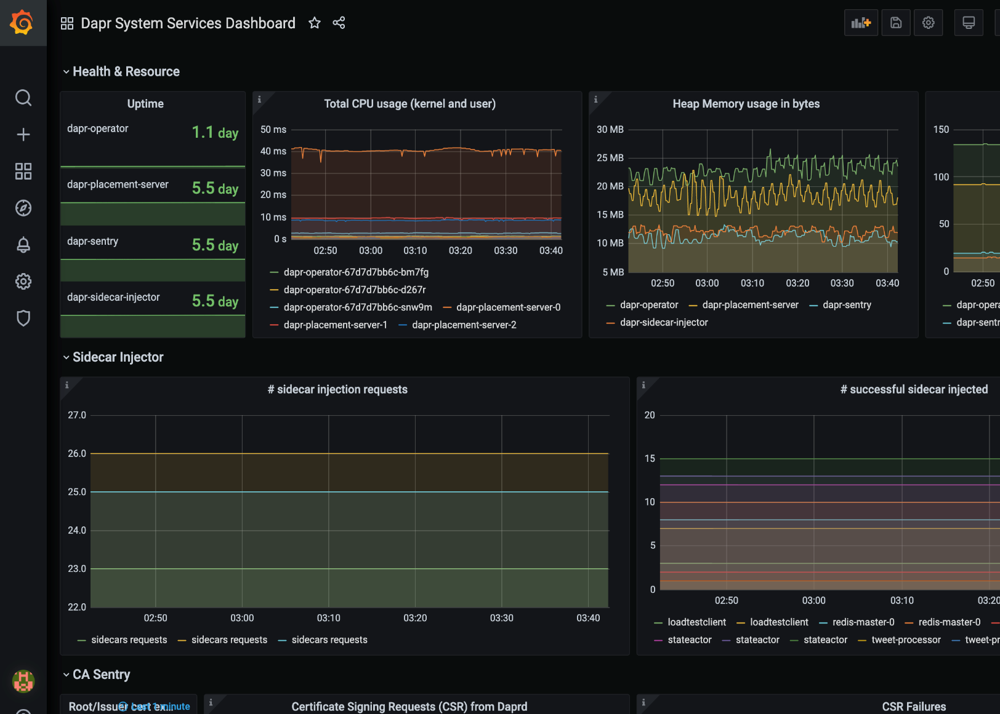 Dapr System Services Dashboard
Health & Resource
Uptime
dapr-operator
1.1 day
dapr-placement-server
5.5 day
dapr-sentry
5.5 day
dapr-sidecar-injector
5.5 day
Total CPU usage (kernel and user)
50 ms
40 ms
30 ms
20 ms
10 ms
0 s
02:50 03:00 03:10 03:20 03:30 03:40
dapr-operator-67d7d7bb6c-bm7fg
dapr-operator-67d7d7bb6c-d267r
dapr-operator-67d7d7bb6c-snw9m dapr-placement-server-0
dapr-placement-server-1 dapr-placement-server-2
Heap Memory usage in bytes
30 MB
25 MB
20 MB
15 MB
10 MB
5 MB
02:50 03:00 03:10 03:20 03:30 03:40
dapr-operator dapr-placement-server dapr-sentry
dapr-sidecar-injector
150
100
50
0
02:50
dapr-opera
dapr-sentr
Sidecar Injector
# sidecar injection requests
27.0
26.0
25.0
24.0
23.0
22.0
02:50 03:00 03:10 03:20 03:30 03:40
sidecars requests sidecars requests sidecars requests
# successful sidecar injected
20
15
10
5
0
02:50 03:00 03:10 03:20
loadtestclient loadtestclient redis-master-0 redis-master-0
stateactor stateactor stateactor tweet-processor tweet-pr
CA Sentry
Root/Issuer cert ex...
Last 1 minute
Certificate Signing Requests (CSR) from Daprd
CSR Failures